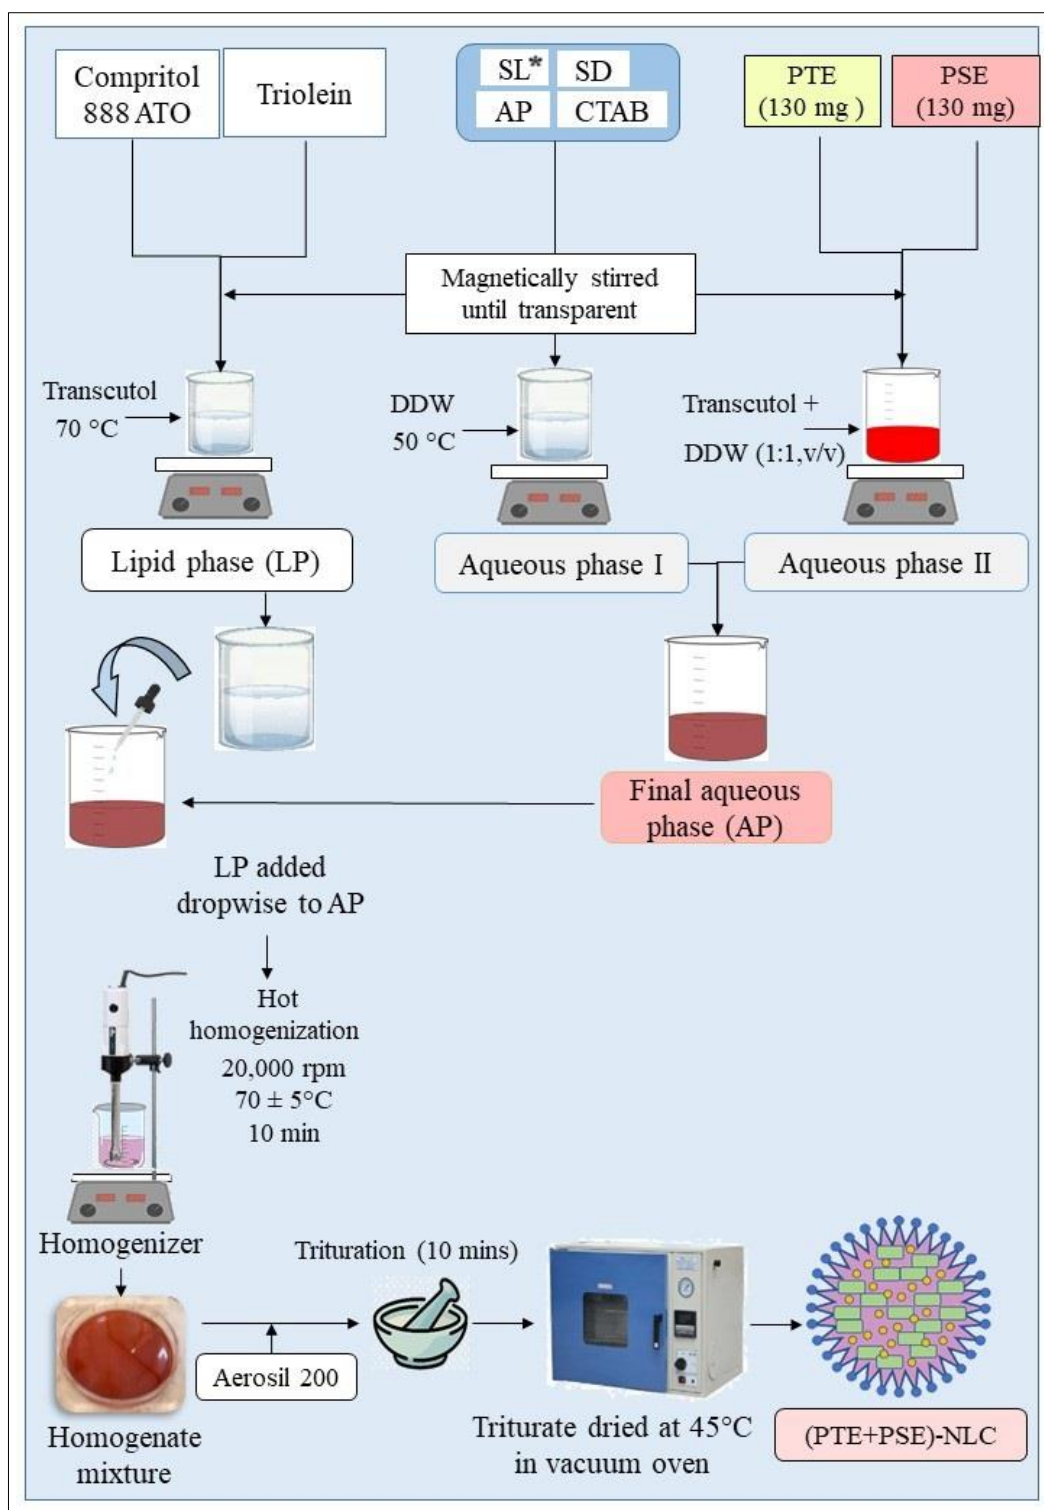 Compritol
888 ATO
Triolein
SL*
SD
AP
CTAB
PTE
(130 mg )
PSE
(130 mg)
Magnetically stirred
until transparent
Transcutol
70 °C
DDW
50 °C
Transcutol +
DDW (1:1,v/v)
Lipid phase (LP)
Aqueous phase I
Aqueous phase II
Final aqueous
phase (AP)
LP added
dropwise to AP
Hot
homogenization
20,000 rpm
70 ± 5°C
10 min
Homogenizer
Trituration (10 mins)
Aerosil 200
Homogenate
mixture
Triturate dried at 45°C
in vacuum oven
(PTE+PSE)-NLC